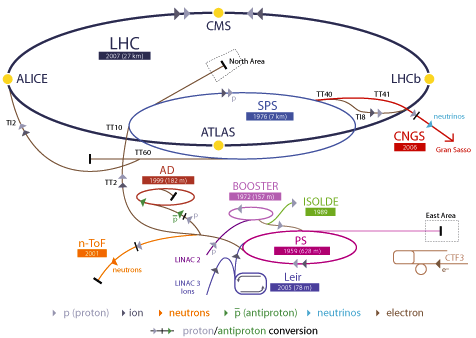 CMS
LHC
2007 (27 km)
North Area
ALICE
LHCb
TT40
TT41
SPS
1976 (7 km)
p
TI2
TI8
TT10
ATLAS
CNGS
2006
neutrinos
Gran Sasso
TT60
AD
1999 (182 m)
TT2
BOOSTER
1972 (157 m)
ISOLDE
1989
p
p̅
East Area
n-ToF
2001
p
PS
1959 (628 m)
LINAC 2
neutrons
CTF3
e–
LINAC 3
Ions
Leir
2005 (78 m)
p (proton)
ion
neutrons
p̅ (antiproton)
neutrinos
electron
proton/antiproton conversion